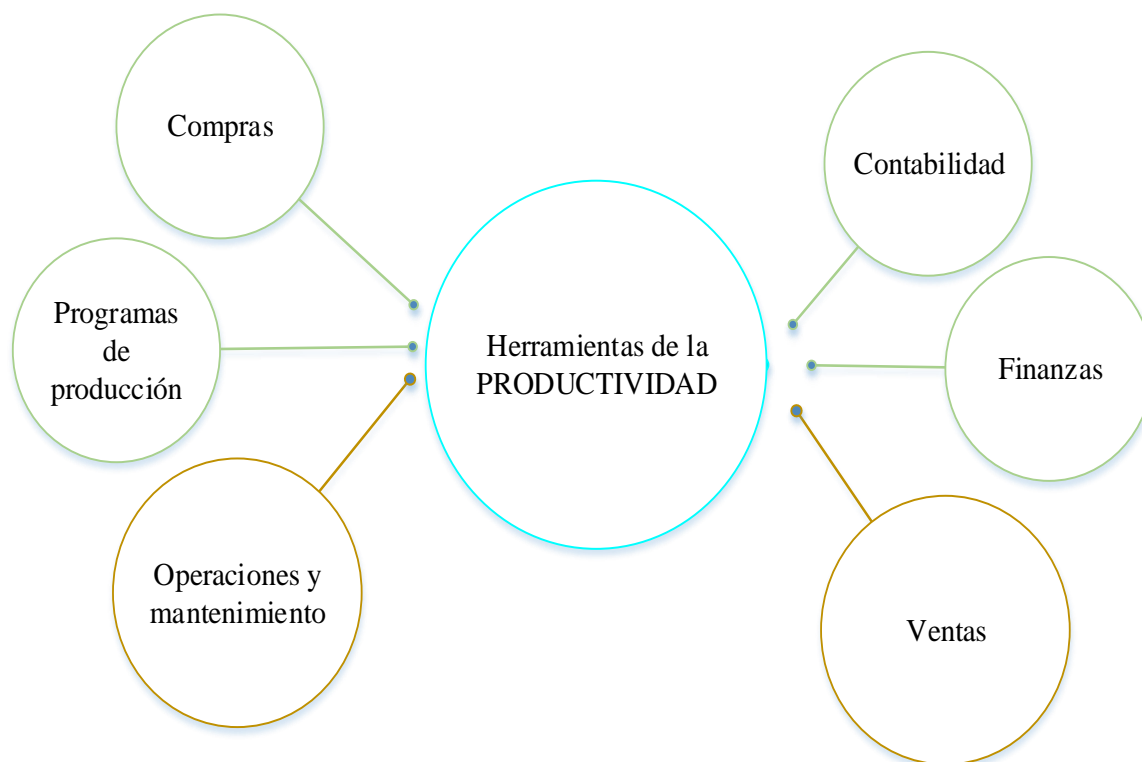 Compras
Programas
de
producción
Operaciones y
mantenimiento
Herramientas de la
PRODUCTIVIDAD
Contabilidad
Finanzas
Ventas